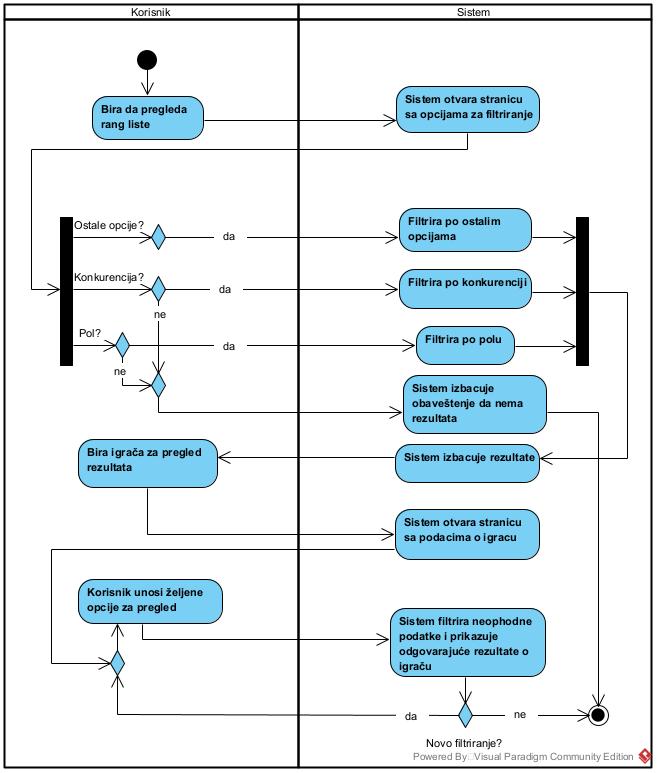 Korisnik
Sistem
Bira da pregleda
rang liste
Sistem otvara stranicu
sa opcijama za filtriranje
Ostale opcije?
da
Filtrira po ostalim
opcijama
Konkurencija?
da
Filtrira po konkurenciji
ne
Pol?
da
Filtrira po polu
ne
Sistem izbacuje
obaveštenje da nema
rezultata
Bira igrača za pregled
rezultata
Sistem izbacuje rezultate
Sistem otvara stranicu
sa podacima o igracu
Korisnik unosi željene
opcije za pregled
Sistem filtrira neophodne
podatke i prikazuje
odgovarajuće rezultate o
igraču
da
ne
Novo filtriranje?
Powered By: Visual Paradigm Community Edition